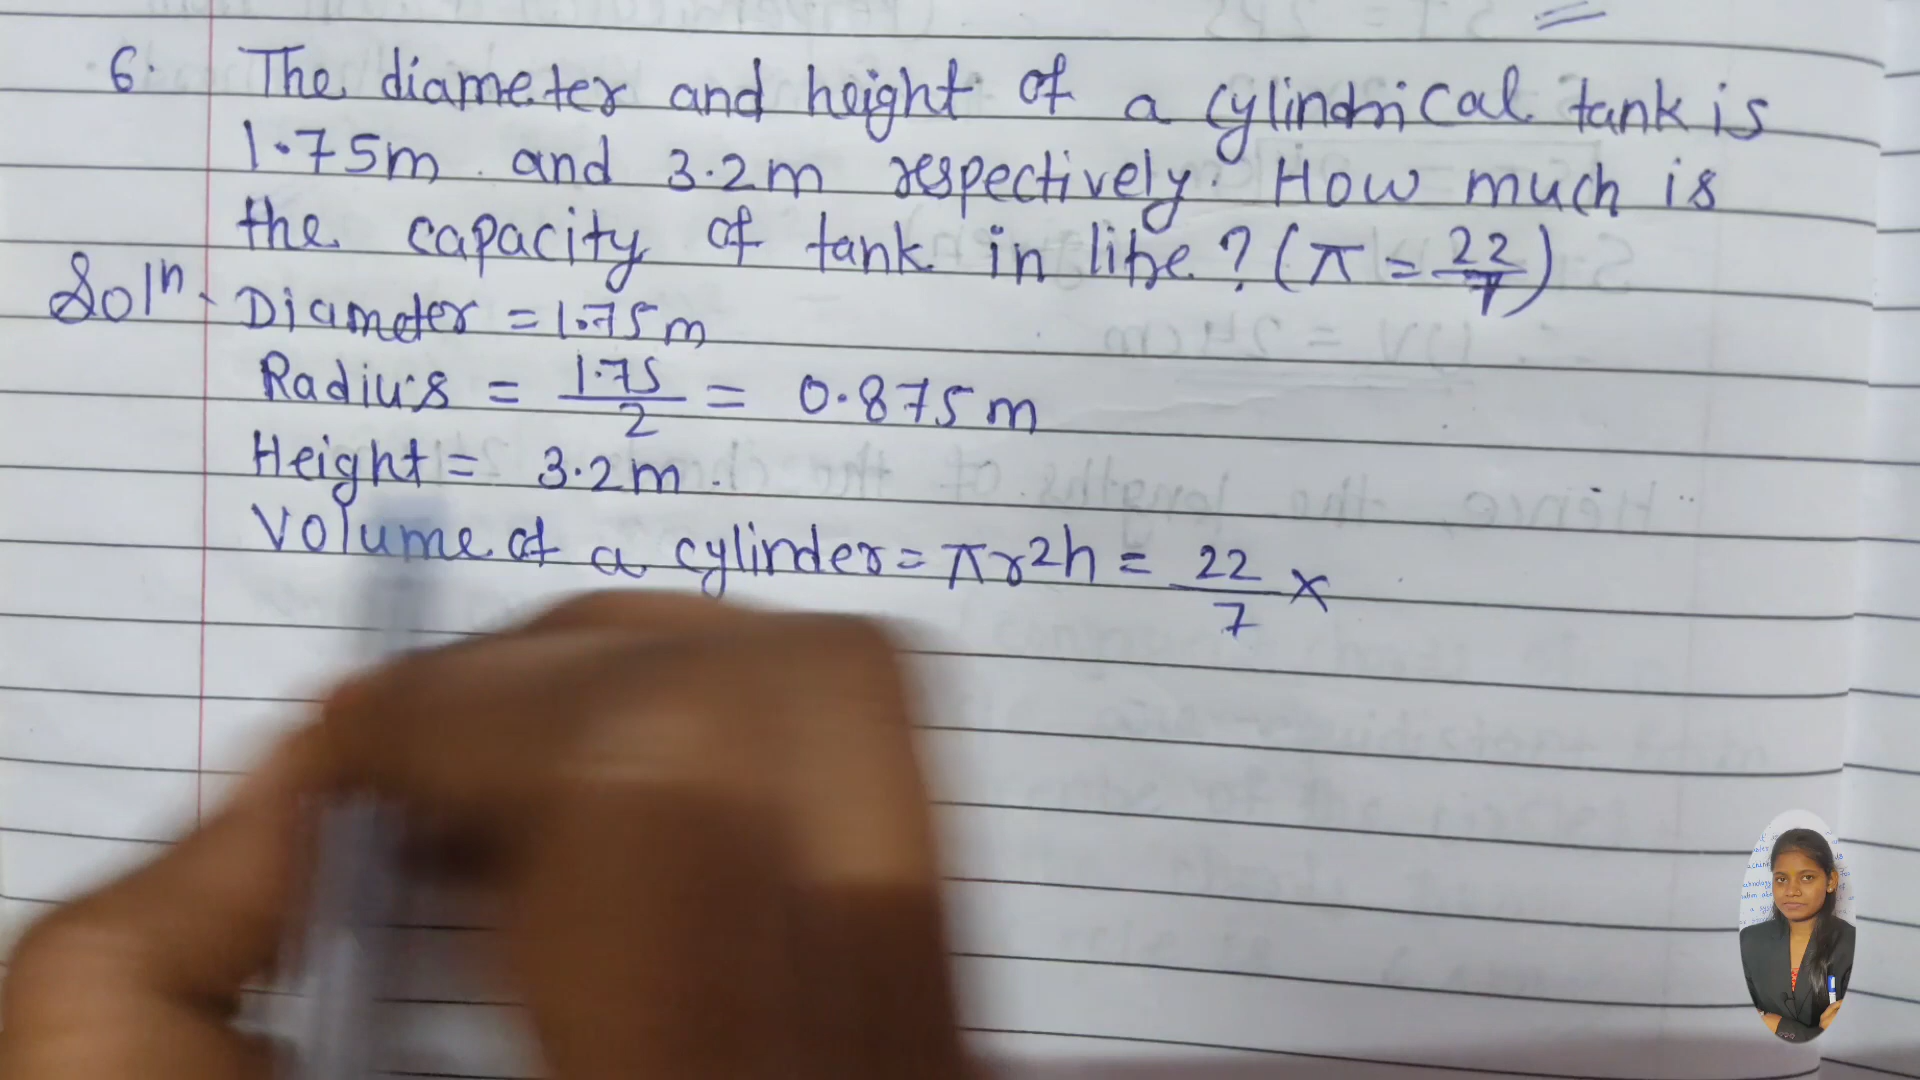 6. The diameter and height of a cylindrical tank is
1.75m and 3.2m respectively. How much is
the capacity of tank in litre? (π = 22/7)
Solⁿ. Diameter = 1.75m
Radius = 1.75/2 = 0.875m
Height = 3.2m.
Volume of a cylinder = πr2h = 22/7 ×